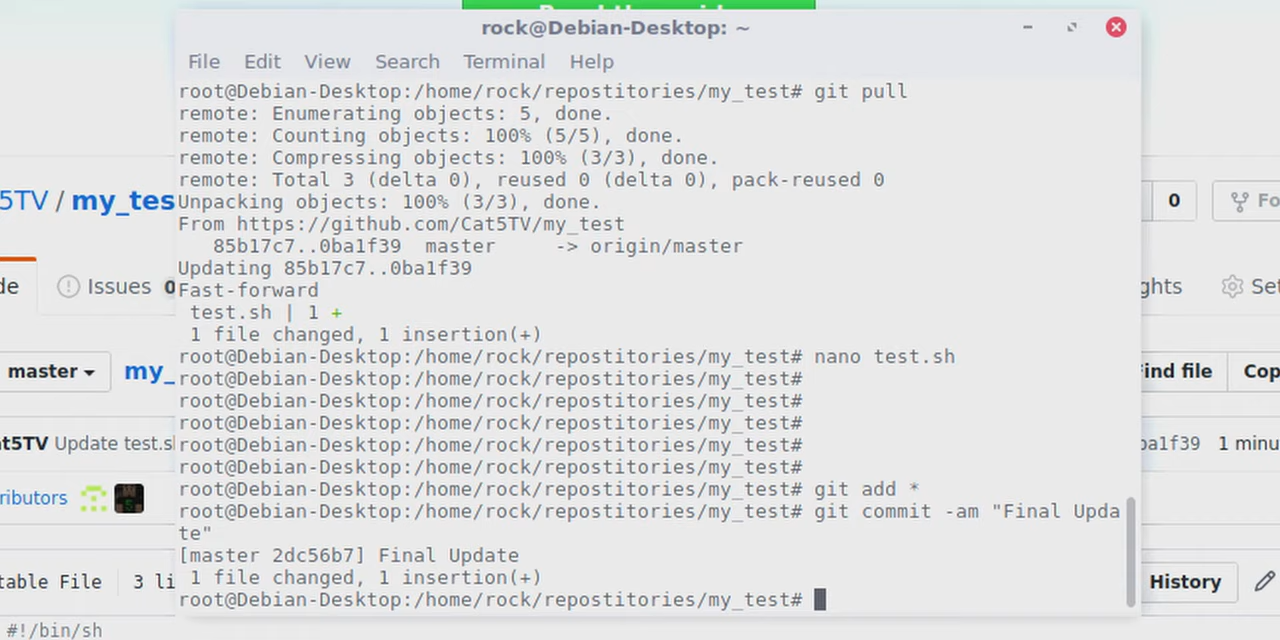 rock@Debian-Desktop: ~
File Edit View Search Terminal Help
root@Debian-Desktop:/home/rock/repostitories/my_test# git pull
remote: Enumerating objects: 5, done.
remote: Counting objects: 100% (5/5), done.
remote: Compressing objects: 100% (3/3), done.
remote: Total 3 (delta 0), reused 0 (delta 0), pack-reused 0
Unpacking objects: 100% (3/3), done.
From https://github.com/Cat5TV/my_test
85b17c7..0ba1f39 master -> origin/master
Updating 85b17c7..0ba1f39
Fast-forward
test.sh | 1 +
1 file changed, 1 insertion(+)
root@Debian-Desktop:/home/rock/repostitories/my_test# nano test.sh
root@Debian-Desktop:/home/rock/repostitories/my_test#
root@Debian-Desktop:/home/rock/repostitories/my_test#
root@Debian-Desktop:/home/rock/repostitories/my_test#
root@Debian-Desktop:/home/rock/repostitories/my_test#
root@Debian-Desktop:/home/rock/repostitories/my_test#
root@Debian-Desktop:/home/rock/repostitories/my_test# git add *
root@Debian-Desktop:/home/rock/repostitories/my_test# git commit -am "Final Upda
te"
[master 2dc56b7] Final Update
1 file changed, 1 insertion(+)
root@Debian-Desktop:/home/rock/repostitories/my_test#
5TV / my_tes
0
Fo
de
Issues 0
ghts
Set
master
my_
ind file
Cop
t5TV Update test.sh
ba1f39 1 minu
ributors
table File
3 li
History
#!/bin/sh